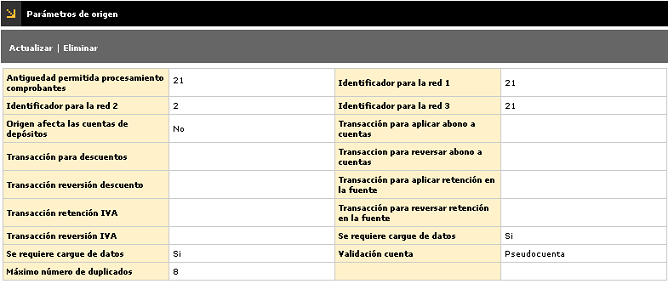 Parámetros de origen
Actualizar | Eliminar
Antiguedad permitida procesamiento
comprobantes
21
Identificador para la red 1
21
Identificador para la red 2
2
Identificador para la red 3
21
Origen afecta las cuentas de
depósitos
No
Transacción para aplicar abono a
cuentas
Transacción para descuentos
Transaccion para reversar abono a
cuentas
Transacción reversión descuento
Transacción para aplicar retención en
la fuente
Transacción retención IVA
Transacción para reversar retención
en la fuente
Transacción reversión IVA
Se requiere cargue de datos
Si
Se requiere cargue de datos
Si
Validación cuenta
Pseudocuenta
Máximo número de duplicados
8